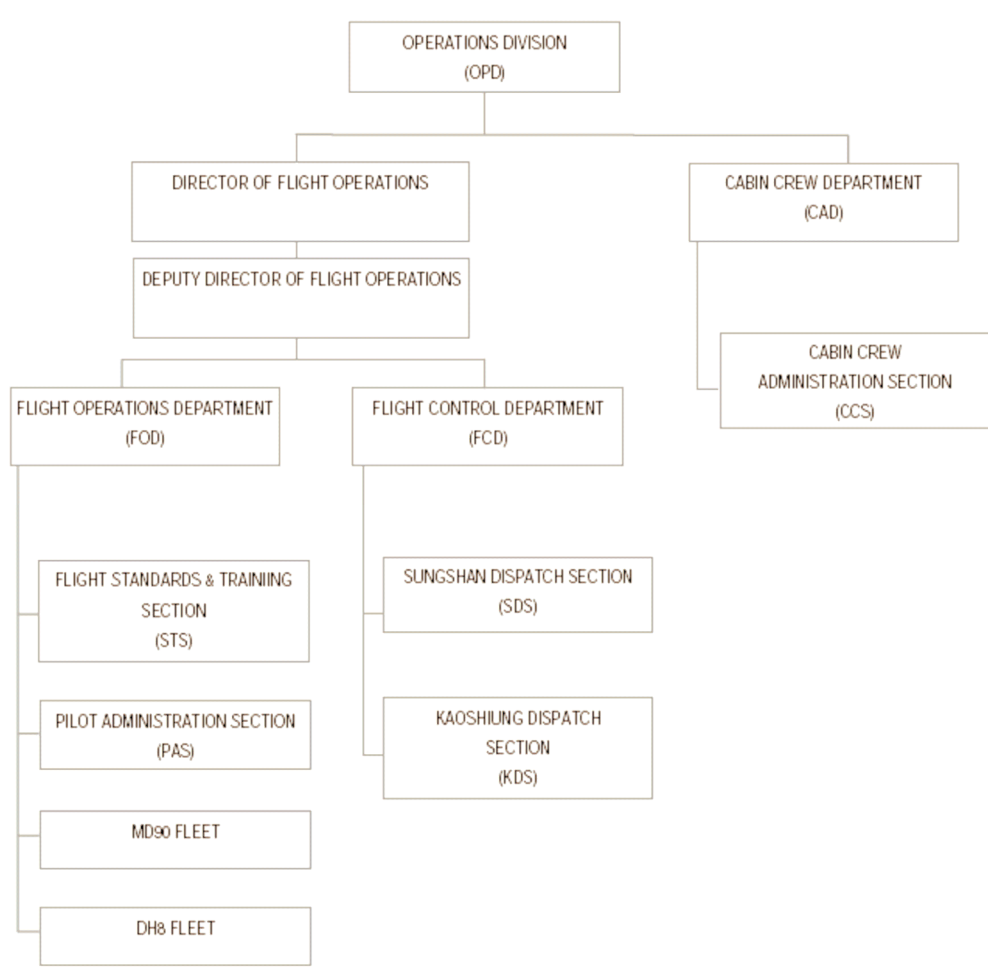 OPERATIONS DIVISION
(OPD)
DIRECTOR OF FLIGHT OPERATIONS
CABIN CREW DEPARTMENT
(CAD)
DEPUTY DIRECTOR OF FLIGHT OPERATIONS
CABIN CREW
ADMINISTRATION SECTION
(CCS)
FLIGHT OPERATIONS DEPARTMENT
(FOD)
FLIGHT CONTROL DEPARTMENT
(FCD)
FLIGHT STANDARDS & TRAINIING
SECTION
(STS)
SUNGSHAN DISPATCH SECTION
(SDS)
PILOT ADMINISTRATION SECTION
(PAS)
KAOSHIUNG DISPATCH
SECTION
(KDS)
MD90 FLEET
DH8 FLEET